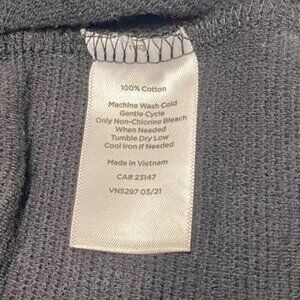 100% Cotton
Machine Wash Cold
Gentle Cycle
Only Non-Chlorine Bleach
When Needed
Tumble Dry Low
Cool Iron if Needed
Made in Vietnam
CA# 23147
VNS297 03/21